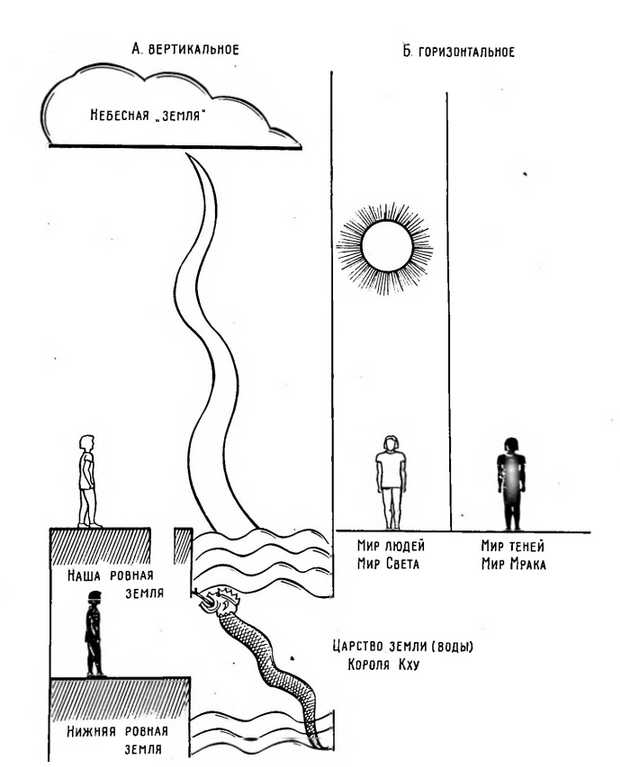 А. ВЕРТИКАЛЬНОЕ
Б. ГОРИЗОНТАЛЬНОЕ
НЕБЕСНАЯ „ЗЕМЛЯ"
НАША РОВНАЯ
ЗЕМЛЯ
НИЖНЯЯ РОВНАЯ
ЗЕМЛЯ
ЦАРСТВО ЗЕМЛИ (ВОДЫ)
КОРОЛЯ КХУ
МИР ЛЮДЕЙ
МИР СВЕТА
МИР ТЕНЕЙ
МИР МРАКА